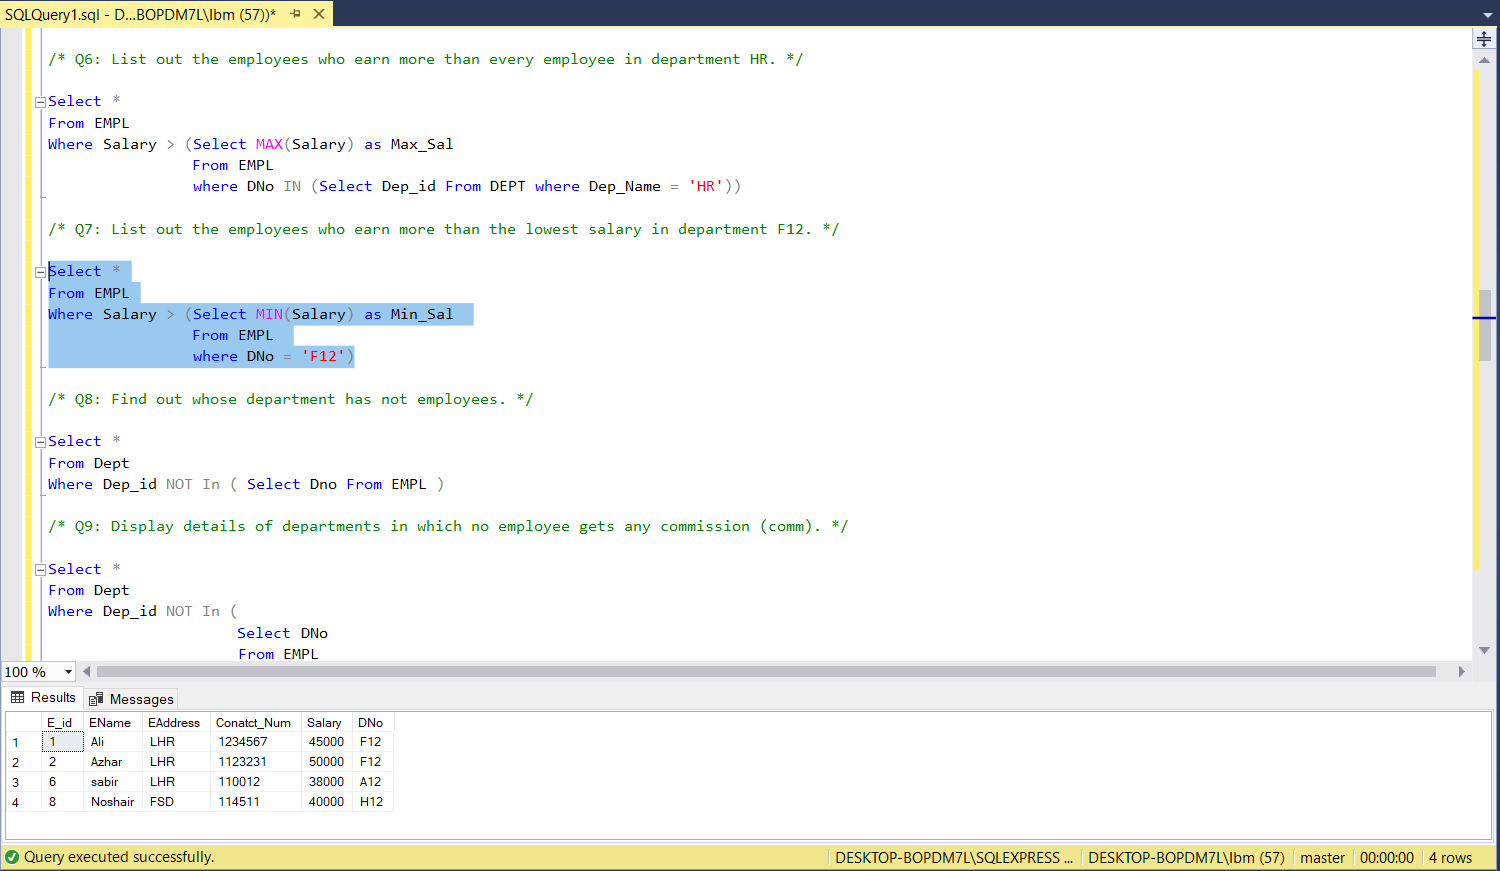 SQLQuery1.sql - D...BOPDM7L\Ibm (57))*
/* Q6: List out the employees who earn more than every employee in department HR. */
Select *
From EMPL
Where Salary > (Select MAX(Salary) as Max_Sal
From EMPL
where DNo IN (Select Dep_id From DEPT where Dep_Name = 'HR'))
/* Q7: List out the employees who earn more than the lowest salary in department F12. */
Select *
From EMPL
Where Salary > (Select MIN(Salary) as Min_Sal
From EMPL
where DNo = 'F12')
/* Q8: Find out whose department has not employees. */
Select *
From Dept
Where Dep_id NOT In ( Select Dno From EMPL )
/* Q9: Display details of departments in which no employee gets any commission (comm). */
Select *
From Dept
Where Dep_id NOT In (
Select DNo
From EMPL
100 %
Results Messages
E_id EName EAddress Conatct_Num Salary DNo
1 1 Ali LHR 1234567 45000 F12
2 2 Azhar LHR 1123231 50000 F12
3 6 sabir LHR 110012 38000 A12
4 8 Noshair FSD 114511 40000 H12
Query executed successfully. DESKTOP-BOPDM7L\SQLEXPRESS ... DESKTOP-BOPDM7L\Ibm (57) master 00:00:00 4 rows